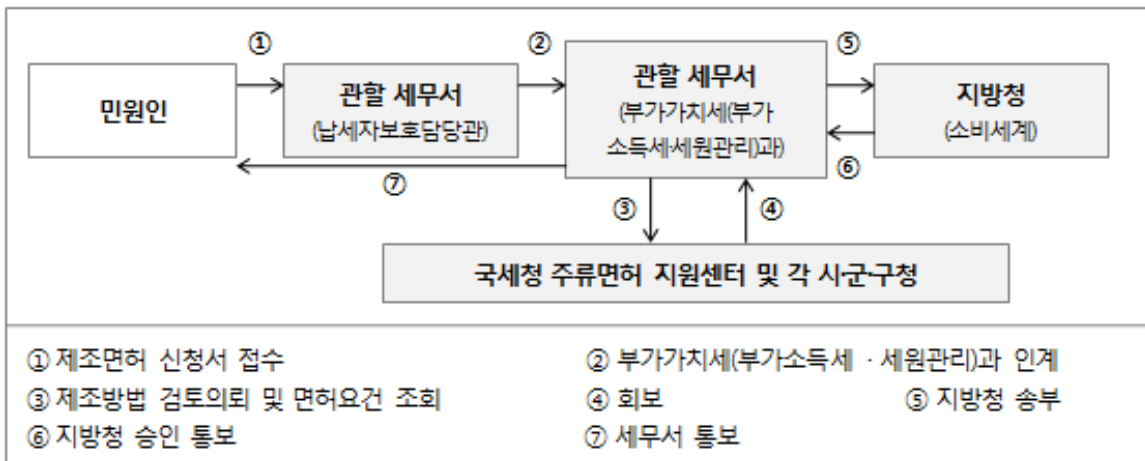 ① ② ⑤
민원인
관할 세무서
(납세자보호담당관)
관할 세무서
(부가가치세(부가
소득세·세원관리)과)
지방청
(소비세계)
⑦ ⑥
③ ④
국세청 주류면허 지원센터 및 각 시·군·구청
① 제조면허 신청서 접수 ② 부가가치세(부가소득세 · 세원관리)과 인계
③ 제조방법 검토의뢰 및 면허요건 조회 ④ 회보 ⑤ 지방청 송부
⑥ 지방청 승인 통보 ⑦ 세무서 통보